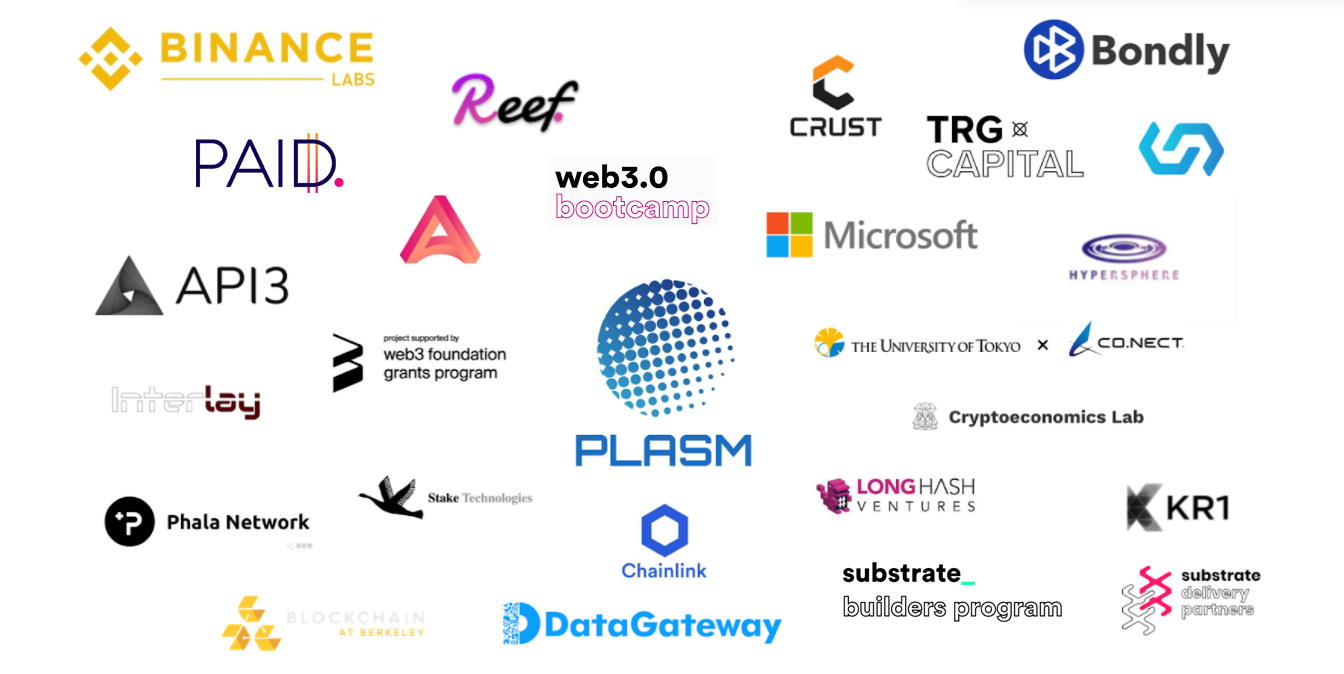 BINANCE
LABS
Bondly
Reef.
CRUST
TRG
CAPITAL
PAID.
web3.0
bootcamp
Microsoft
HYPERSPHERE
API3
project supported by
web3 foundation
grants program
THE UNIVERSITY OF TOKYO × CO.NECT.
Interlay
Cryptoeconomics Lab
PLASM
Stake Technologies
LONGHASH
VENTURES
KR1
Phala Network
Chainlink
substrate_
builders program
substrate
delivery
partners
BLOCKCHAIN
AT BERKELEY
DataGateway